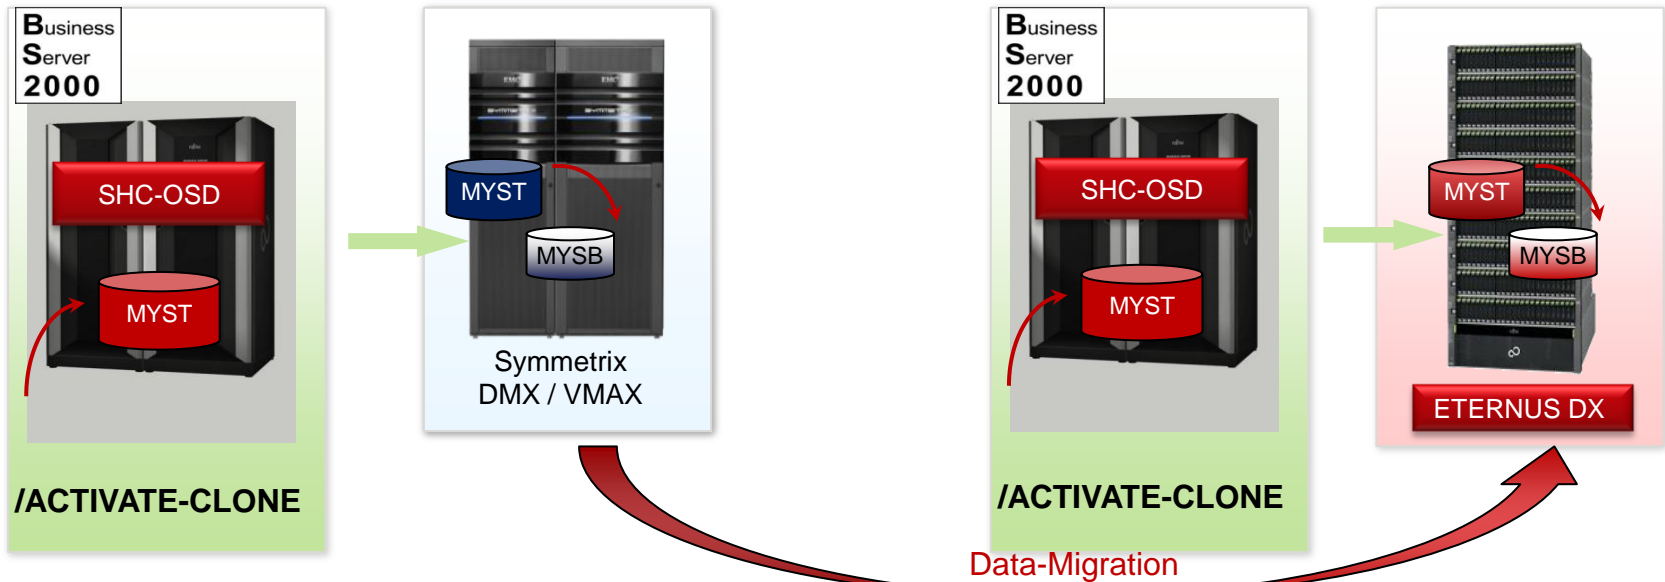 Business
Server
2000
SHC-OSD
MYST
/ACTIVATE-CLONE
EMC
MYST
MYSB
Symmetrix
DMX / VMAX
Business
Server
2000
SHC-OSD
MYST
/ACTIVATE-CLONE
MYST
MYSB
ETERNUS DX
Data-Migration